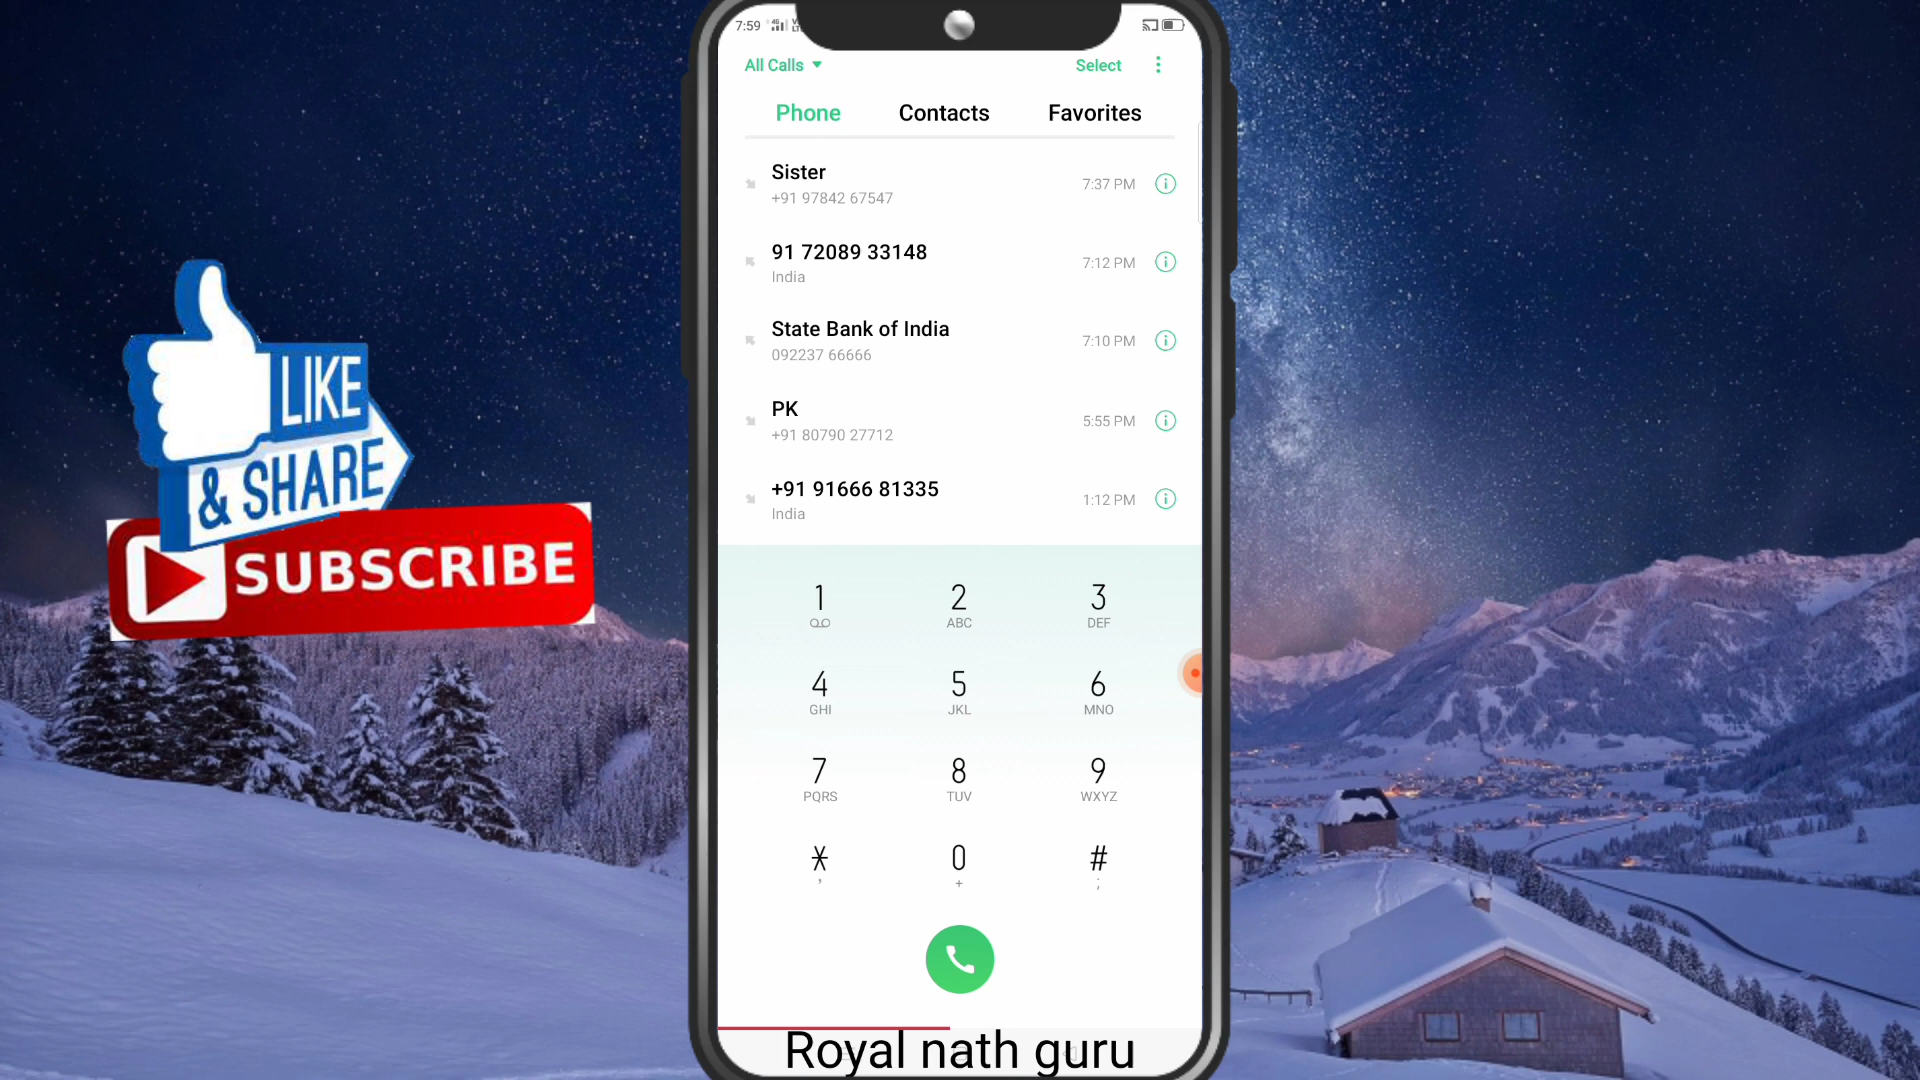 7:59
All Calls
Select
Phone Contacts Favorites
Sister
+91 97842 67547
7:37 PM
91 72089 33148
India
7:12 PM
State Bank of India
092237 66666
7:10 PM
PK
+91 80790 27712
5:55 PM
+91 91666 81335
India
1:12 PM
LIKE
& SHARE
SUBSCRIBE
1 2 3
ABC DEF
4 5 6
GHI JKL MNO
7 8 9
PQRS TUV WXYZ
* 0 #
, + ;
Royal nath guru